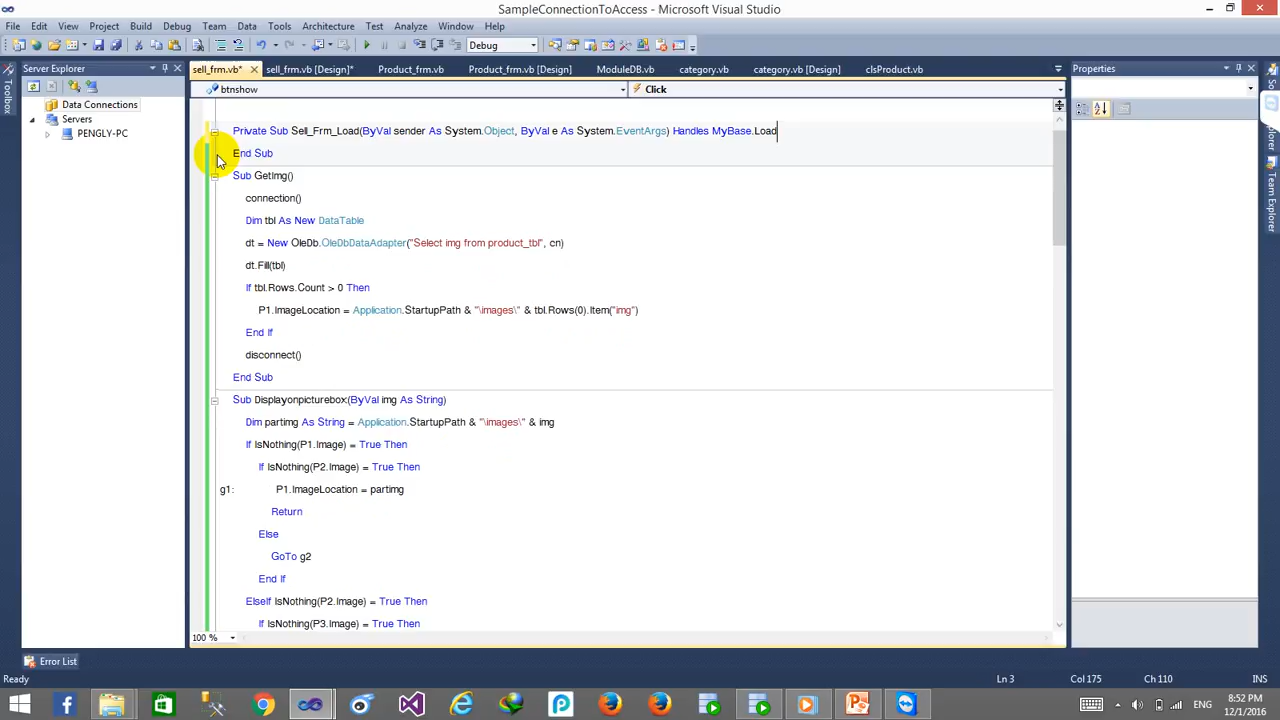 SampleConnectionToAccess - Microsoft Visual Studio
File Edit View Project Build Debug Team Data Tools Architecture Test Analyze Window Help
Debug
Toolbox
Server Explorer
Data Connections
Servers
PENGLY-PC
sell_frm.vb* sell_frm.vb [Design]* Product_frm.vb Product_frm.vb [Design] ModuleDB.vb category.vb category.vb [Design] clsProduct.vb
btnshow Click
Private Sub Sell_Frm_Load(ByVal sender As System.Object, ByVal e As System.EventArgs) Handles MyBase.Load
End Sub
Sub GetImg()
connection()
Dim tbl As New DataTable
dt = New OleDb.OleDbDataAdapter("Select img from product_tbl", cn)
dt.Fill(tbl)
If tbl.Rows.Count > 0 Then
P1.ImageLocation = Application.StartupPath & "\images\" & tbl.Rows(0).Item("img")
End If
disconnect()
End Sub
Sub Displayonpicturebox(ByVal img As String)
Dim partimg As String = Application.StartupPath & "\images\" & img
If IsNothing(P1.Image) = True Then
If IsNothing(P2.Image) = True Then
g1: P1.ImageLocation = partimg
Return
Else
GoTo g2
End If
ElseIf IsNothing(P2.Image) = True Then
If IsNothing(P3.Image) = True Then
100 %
Properties
Team Explorer
Error List
Ready Ln 3 Col 175 Ch 110 INS
ENG
8:52 PM
12/1/2016